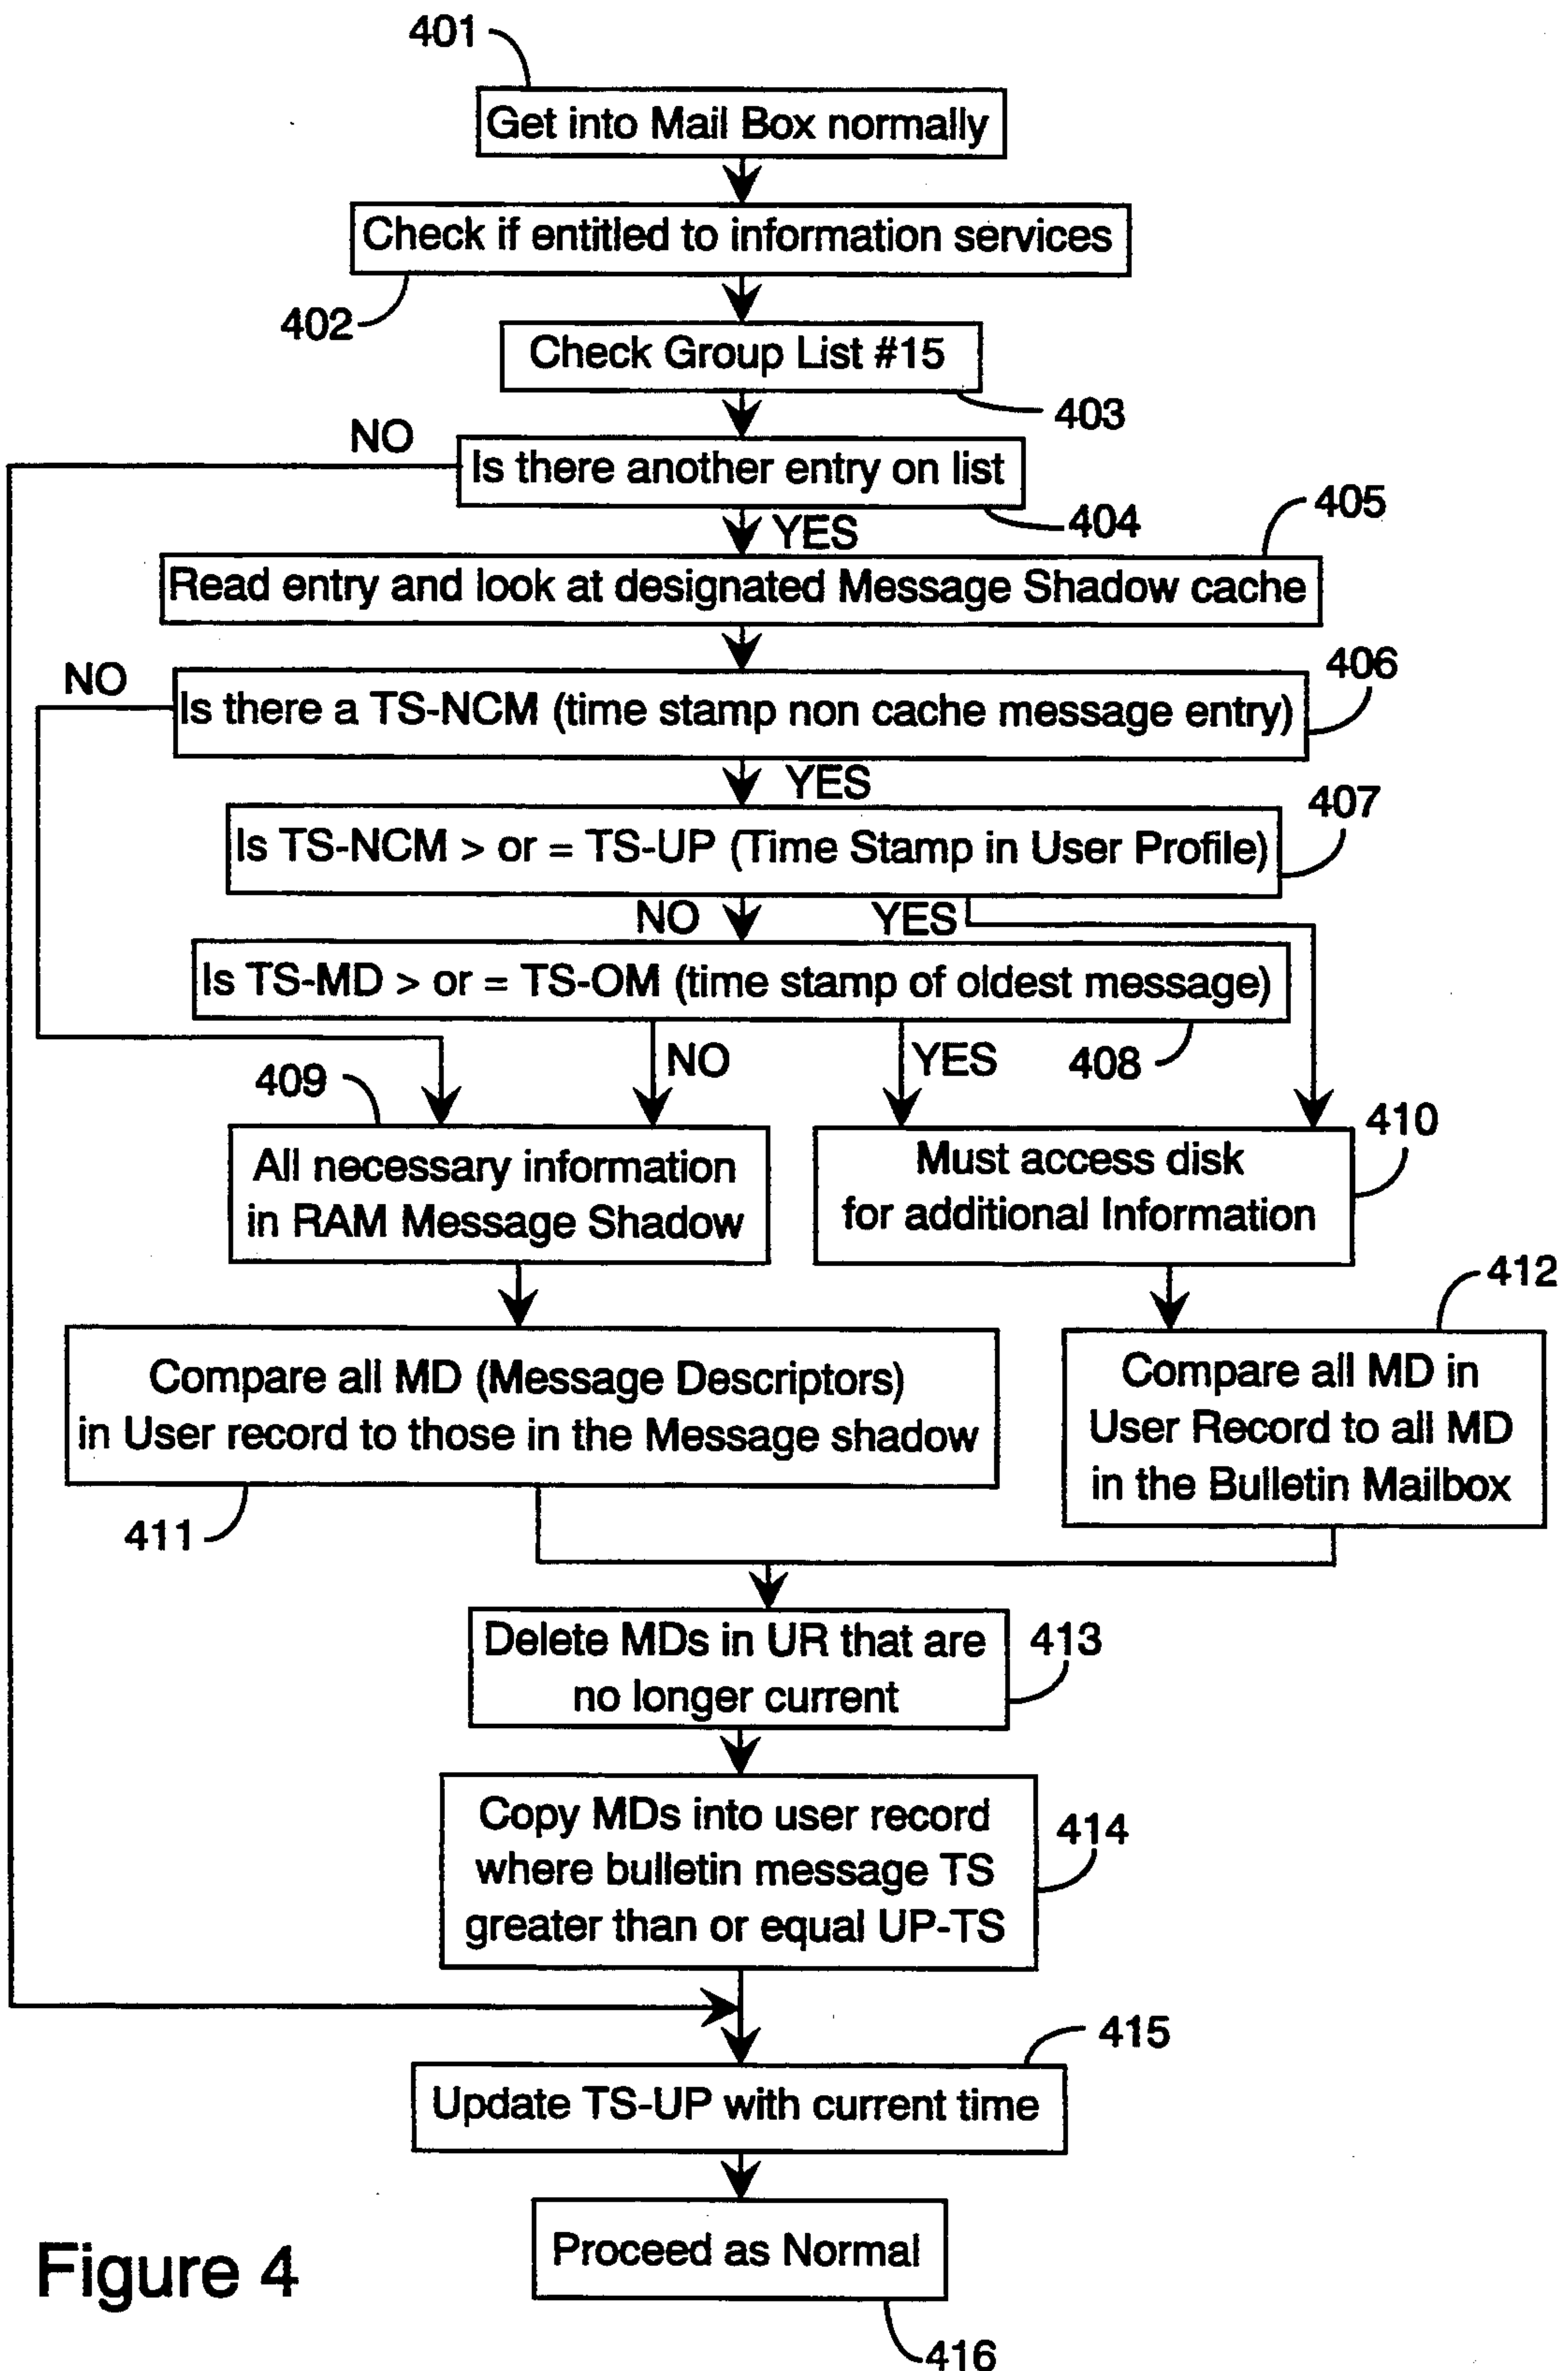 401
Get into Mail Box normally
Check if entitled to information services
402
Check Group List #15
403
NO
Is there another entry on list
404
YES
405
Read entry and look at designated Message Shadow cache
NO
406
Is there a TS-NCM (time stamp non cache message entry)
YES
407
Is TS-NCM > or = TS-UP (Time Stamp in User Profile)
NO
YES
Is TS-MD > or = TS-OM (time stamp of oldest message)
408
NO
YES
409
All necessary information
in RAM Message Shadow
410
Must access disk
for additional Information
412
Compare all MD (Message Descriptors)
in User record to those in the Message shadow
411
Compare all MD in
User Record to all MD
in the Bulletin Mailbox
Delete MDs in UR that are
no longer current
413
Copy MDs into user record
where bulletin message TS
greater than or equal UP-TS
414
415
Update TS-UP with current time
Proceed as Normal
416
Figure 4